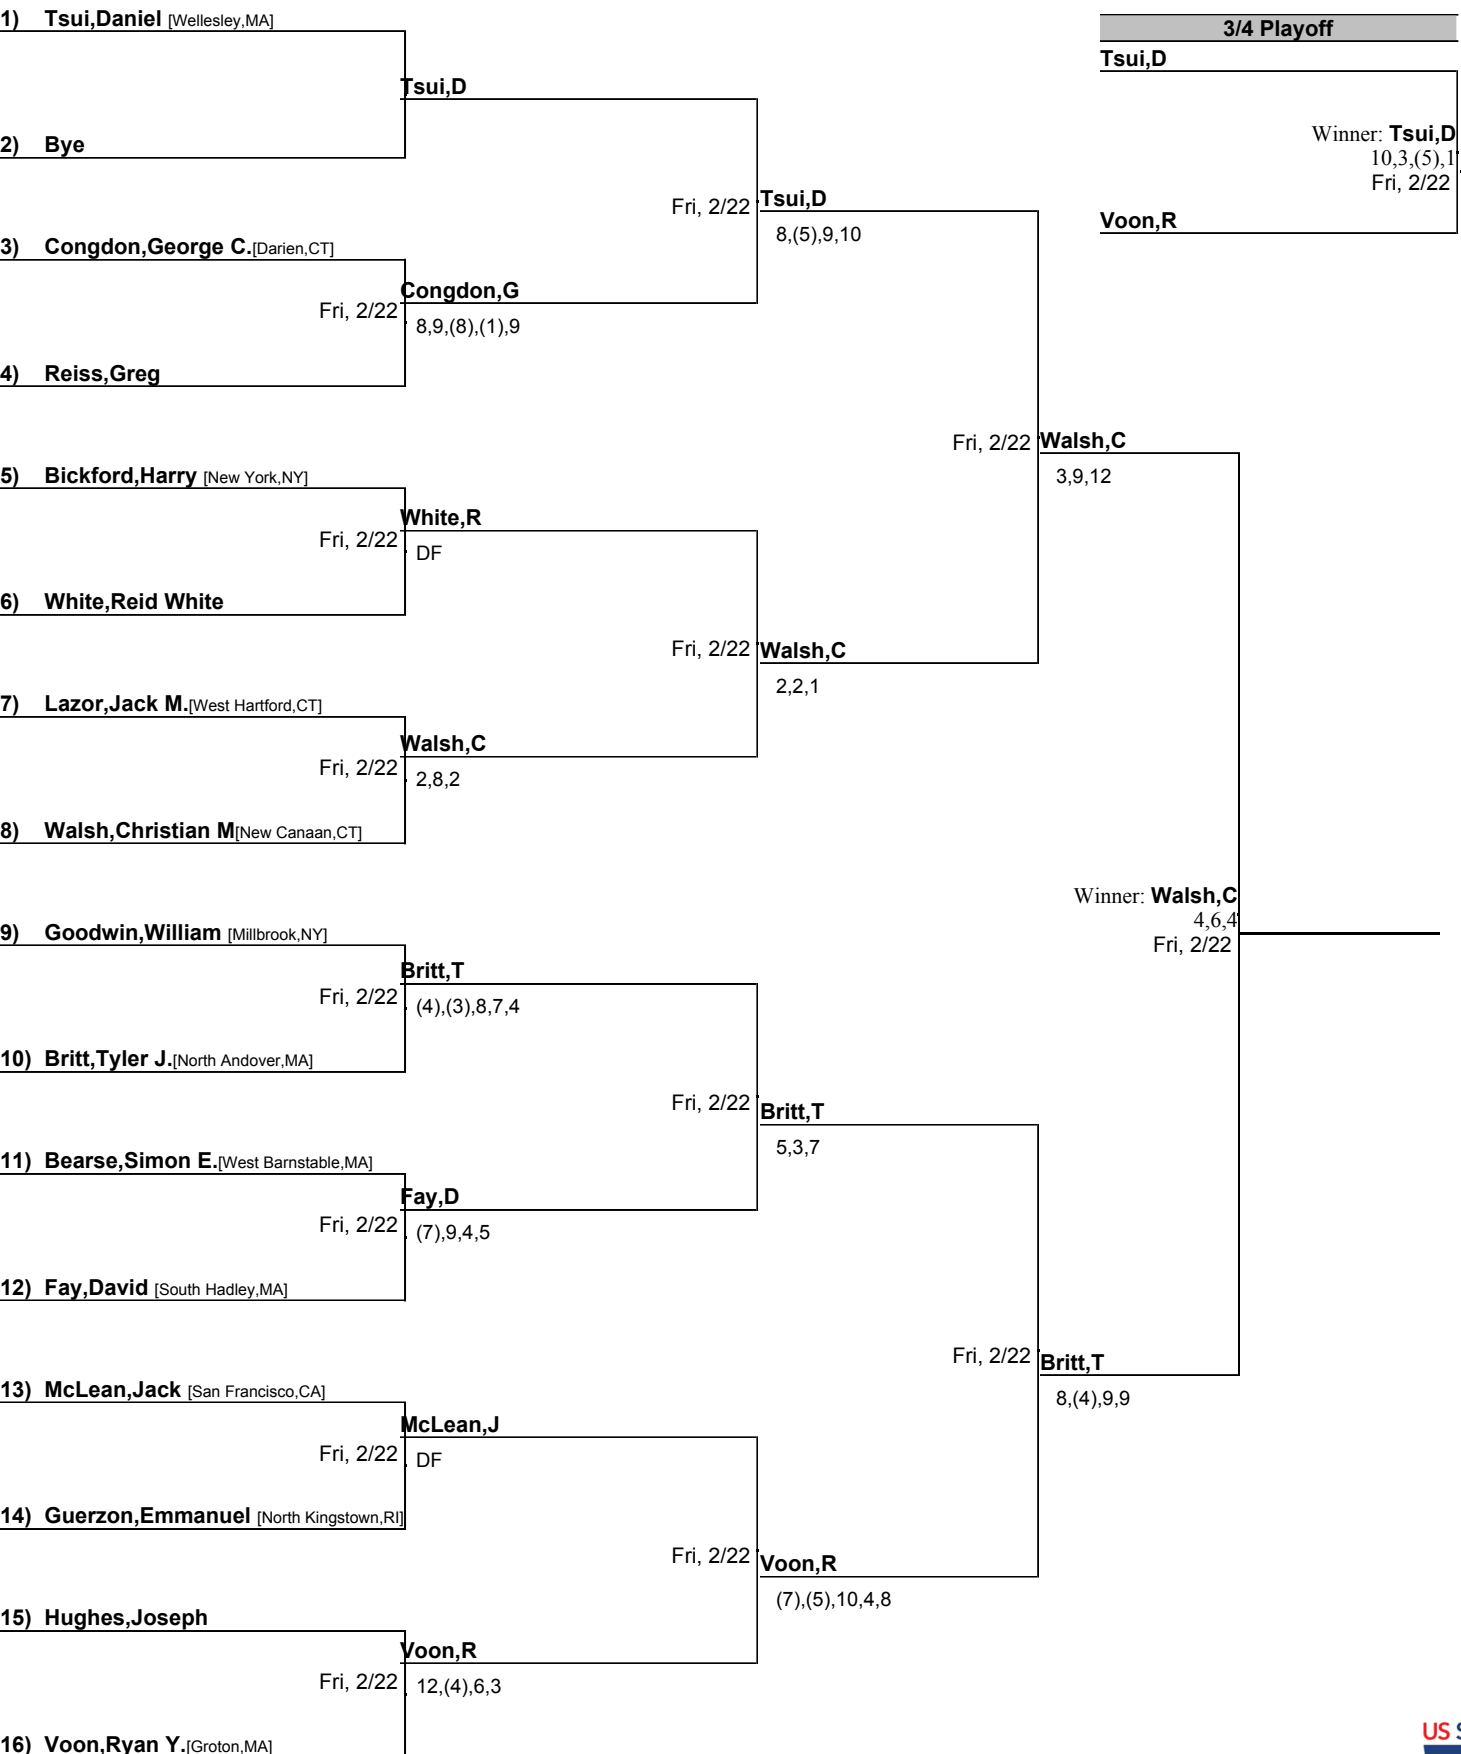 1) Tsui,Daniel [Wellesley,MA]
3/4 Playoff
Tsui,D
Tsui,D
Winner: Tsui,D
2) Bye
10,3,(5),1
Fri, 2/22
Fri, 2/22 Tsui,D
Voon,R
8,(5),9,10
3) Congdon,George C.[Darien,CT]
Congdon,G
Fri, 2/22
8,9,(8),(1),9
4) Reiss,Greg
Fri, 2/22 Walsh,C
3,9,12
5) Bickford,Harry [New York,NY]
White,R
Fri, 2/22
DF
6) White,Reid White
Fri, 2/22 Walsh,C
2,2,1
7) Lazor,Jack M.[West Hartford,CT]
Walsh,C
Fri, 2/22
2,8,2
8) Walsh,Christian M[New Canaan,CT]
Winner: Walsh,C
4,6,4
Fri, 2/22
9) Goodwin,William [Millbrook,NY]
Britt,T
Fri, 2/22
(4),(3),8,7,4
10) Britt,Tyler J.[North Andover,MA]
Fri, 2/22 Britt,T
5,3,7
11) Bearse,Simon E.[West Barnstable,MA]
Fay,D
Fri, 2/22
(7),9,4,5
12) Fay,David [South Hadley,MA]
Fri, 2/22 Britt,T
8,(4),9,9
13) McLean,Jack [San Francisco,CA]
McLean,J
Fri, 2/22
DF
14) Guerzon,Emmanuel [North Kingstown,RI]
Fri, 2/22 Voon,R
(7),(5),10,4,8
15) Hughes,Joseph
Voon,R
Fri, 2/22
12,(4),6,3
16) Voon,Ryan Y.[Groton,MA]
US